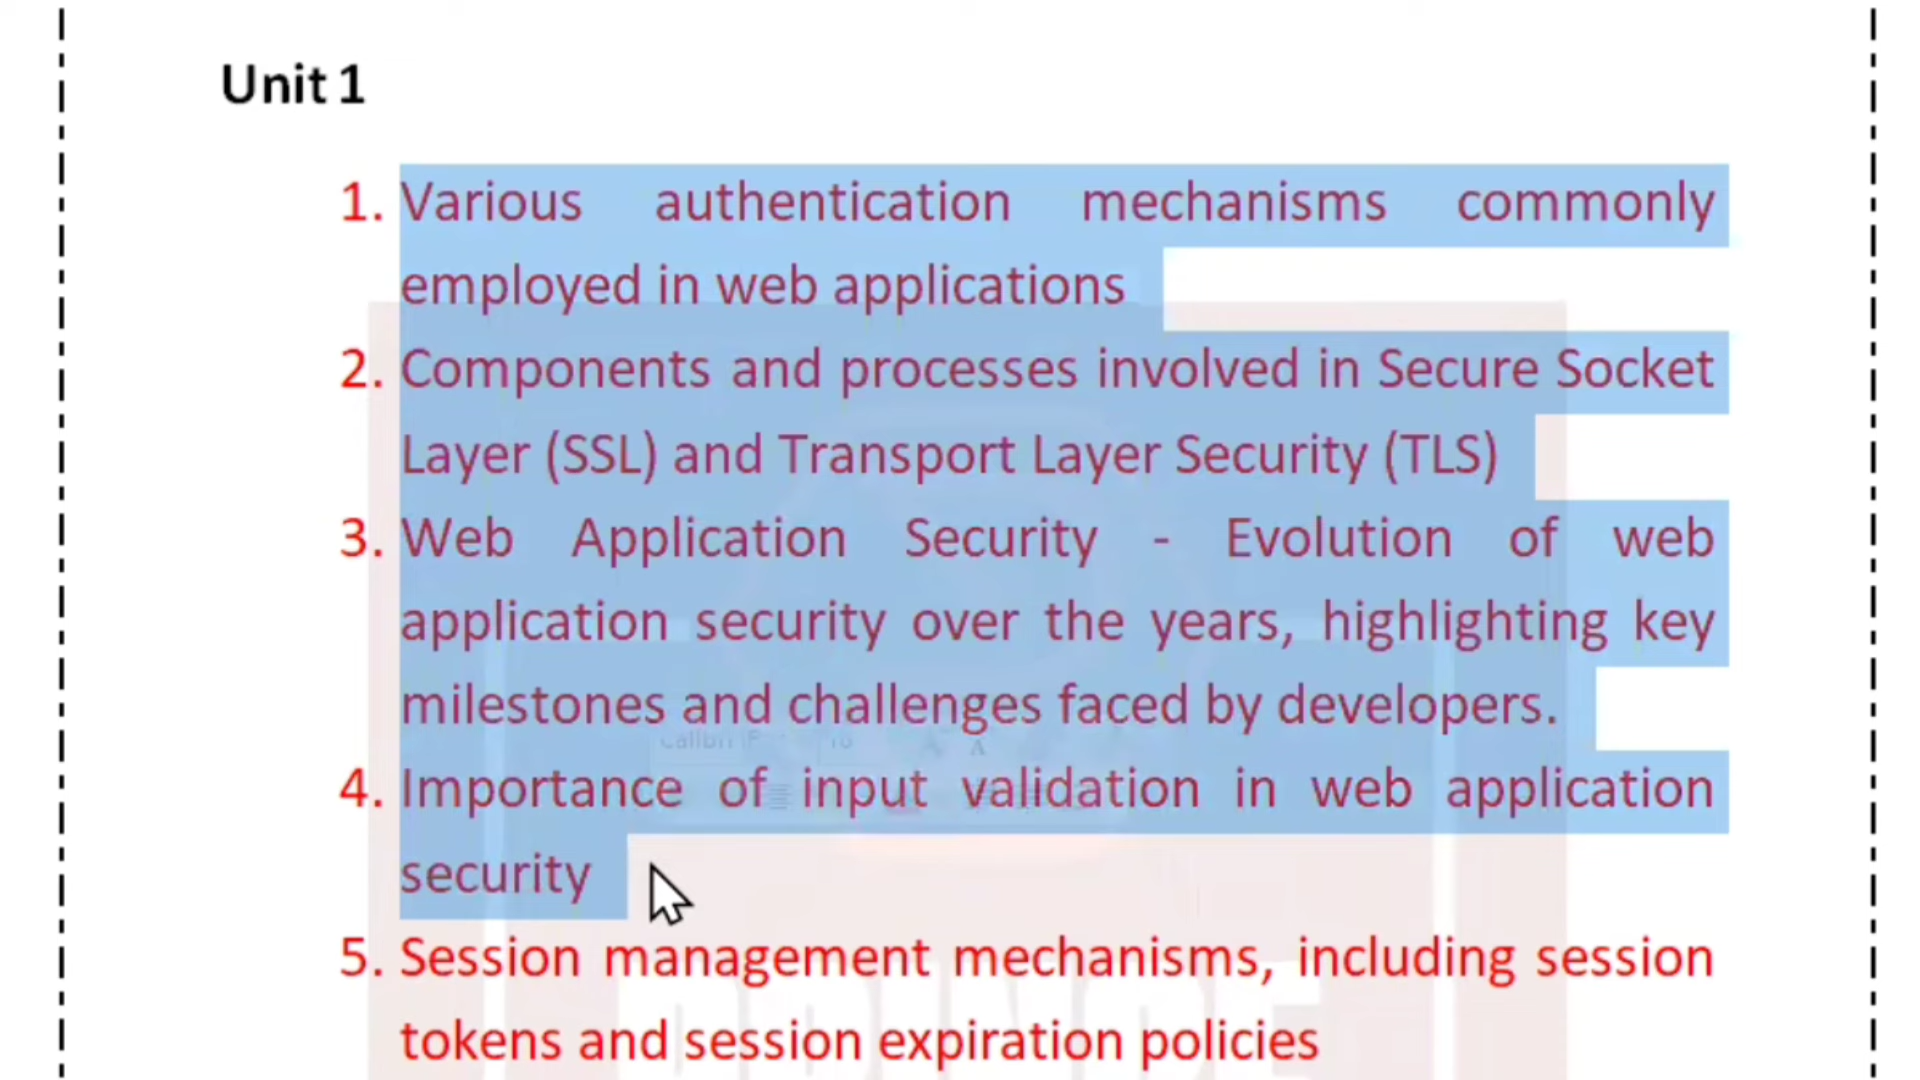 Unit 1
1. Various authentication mechanisms commonly
employed in web applications
2. Components and processes involved in Secure Socket
Layer (SSL) and Transport Layer Security (TLS)
3. Web Application Security - Evolution of web
application security over the years, highlighting key
milestones and challenges faced by developers.
4. Importance of input validation in web application
security
5. Session management mechanisms, including session
tokens and session expiration policies